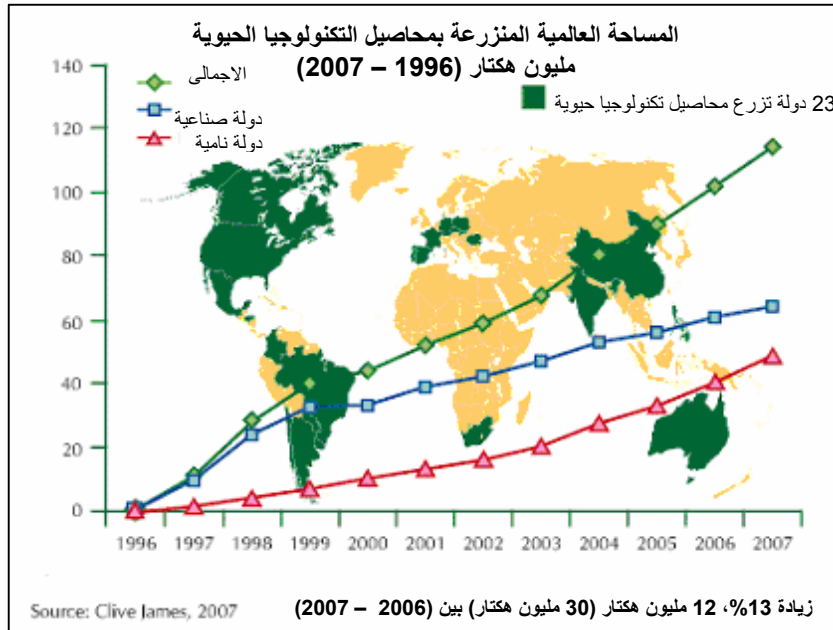 المساحة العالمية المنزرعة بمحاصيل التكنولوجيا الحيوية
مليون هكتار (1996 – 2007)
الاجمالى
دولة صناعية
دولة نامية
23 دولة تزرع محاصيل تكنولوجيا حيوية
140
120
100
80
60
40
20
0
1996 1997 1998 1999 2000 2001 2002 2003 2004 2005 2006 2007
زيادة 13%، 12 مليون هكتار (30 مليون هكتار) بين (2006 – 2007)
Source: Clive James, 2007